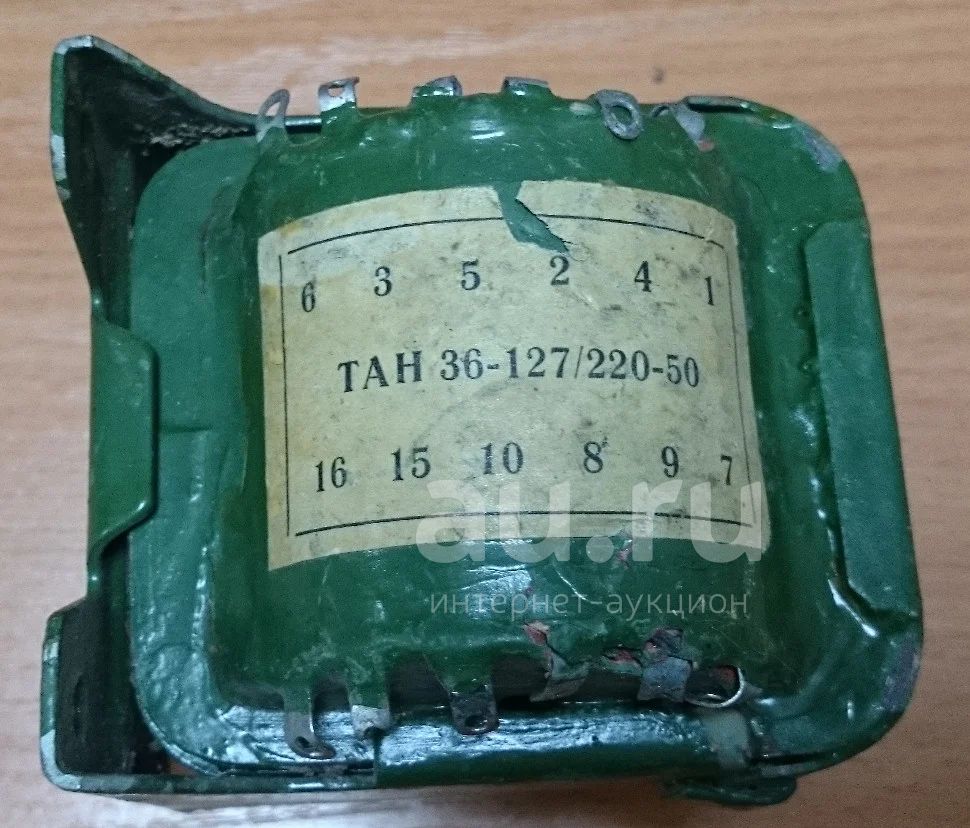 6 3 5 2 4 1
ТАН 36-127/220-50
16 15 10 8 9 7
au.ru
интернет-аукцион